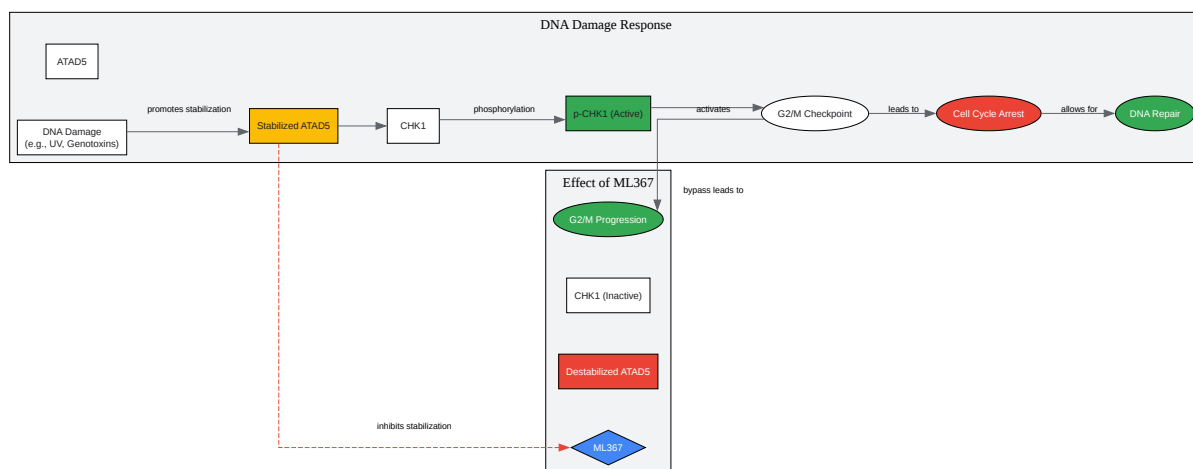 DNA Damage Response
ATAD5
promotes stabilization
phosphorylation
activates
leads to
allows for
DNA Damage
(e.g., UV, Genotoxins)
Stabilized ATAD5
CHK1
p-CHK1 (Active)
G2/M Checkpoint
Cell Cycle Arrest
DNA Repair
Effect of ML367
bypass leads to
G2/M Progression
CHK1 (Inactive)
Destabilized ATAD5
inhibits stabilization
ML367